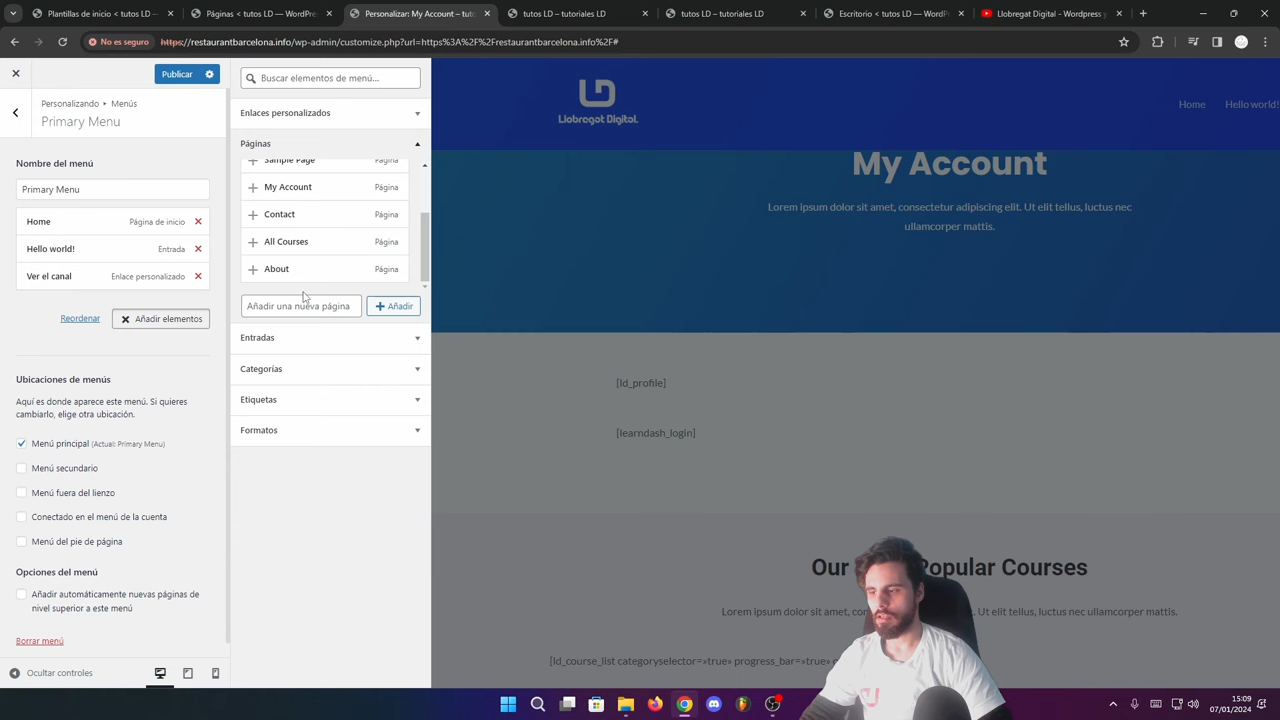 Plantillas de inicio < tutos LD —
Páginas < tutos LD — WordPre
Personalizar: My Account – tuto
tutos LD – tutoriales LD
tutos LD – tutoriales LD
Escritorio < tutos LD — WordP
Llobregat Digital - Wordpress y
No es seguro
https://restaurantbarcelona.info/wp-admin/customize.php?url=https%3A%2F%2Frestaurantbarcelona.info%2F#
Publicar
Personalizando ▸ Menús
Primary Menu
Nombre del menú
Primary Menu
Home Página de inicio
Hello world! Entrada
Ver el canal Enlace personalizado
Reordenar Añadir elementos
Ubicaciones de menús
Aquí es donde aparece este menú. Si quieres
cambiarlo, elige otra ubicación.
Menú principal (Actual: Primary Menu)
Menú secundario
Menú fuera del lienzo
Conectado en el menú de la cuenta
Menú del pie de página
Opciones del menú
Añadir automáticamente nuevas páginas de
nivel superior a este menú
Borrar menú
Ocultar controles
Buscar elementos de menú...
Enlaces personalizados
Páginas
Sample Page Página
My Account Página
Contact Página
All Courses Página
About Página
Añadir una nueva página
Añadir
Entradas
Categorías
Etiquetas
Formatos
Llobregat Digital.
Home Hello world!
My Account
Lorem ipsum dolor sit amet, consetetur adipiscing elit. Ut elit tellus, luctus nec
ullamcorper mattis.
[ld_profile]
[learndash_login]
Our Popular Courses
Lorem ipsum dolor sit amet, Ut elit tellus, luctus nec ullamcorper mattis.
[ld_course_list categoryselector=»true» progress_bar=»true»
15:09
07/01/2024